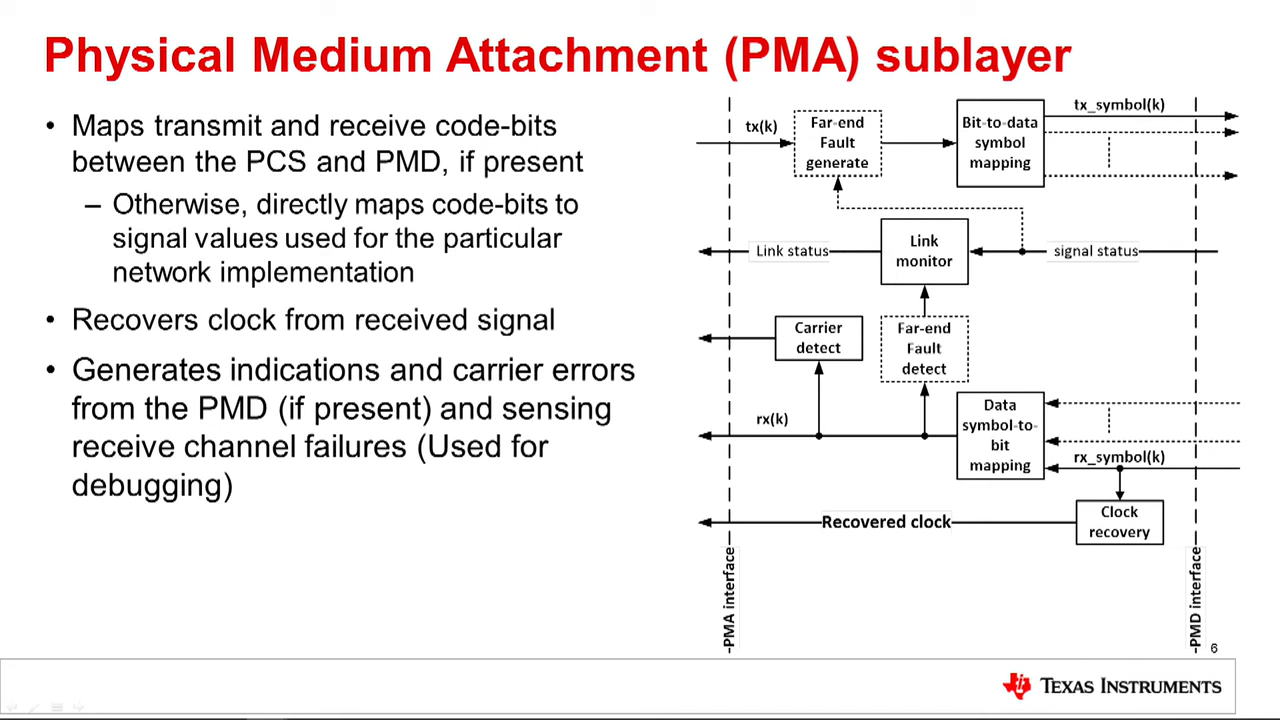 Physical Medium Attachment (PMA) sublayer
• Maps transmit and receive code-bits
between the PCS and PMD, if present
– Otherwise, directly maps code-bits to
signal values used for the particular
network implementation
• Recovers clock from received signal
• Generates indications and carrier errors
from the PMD (if present) and sensing
receive channel failures (Used for
debugging)
tx(k)
Far-end
Fault
generate
Bit-to-data
symbol
mapping
tx_symbol(k)
Link status
Link
monitor
signal status
Carrier
detect
Far-end
Fault
detect
rx(k)
Data
symbol-to-
bit
mapping
rx_symbol(k)
Recovered clock
Clock
recovery
PMA interface
PMD interface
6
TEXAS INSTRUMENTS